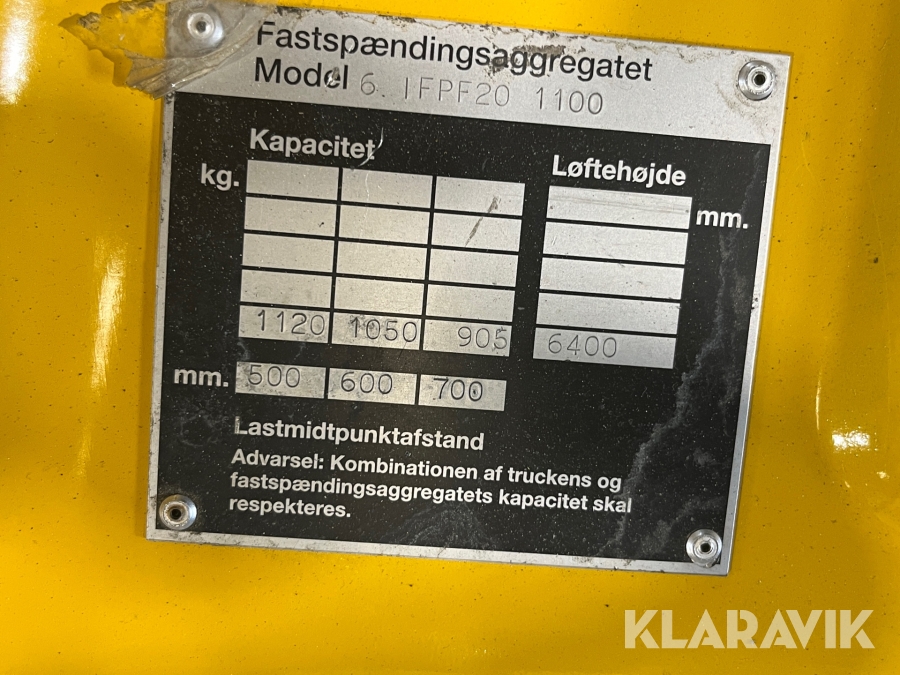 Fastspændingsaggregatet
Model 6. IFPF20 1100
Kapacitet
Løftehøjde
kg.
mm.
1120 1050 905 6400
mm. 500 600 700
Lastmidtpunktafstand
Advarsel: Kombinationen af truckens og
fastspændingsaggregatets kapacitet skal
respekteres.
KLARAVIK